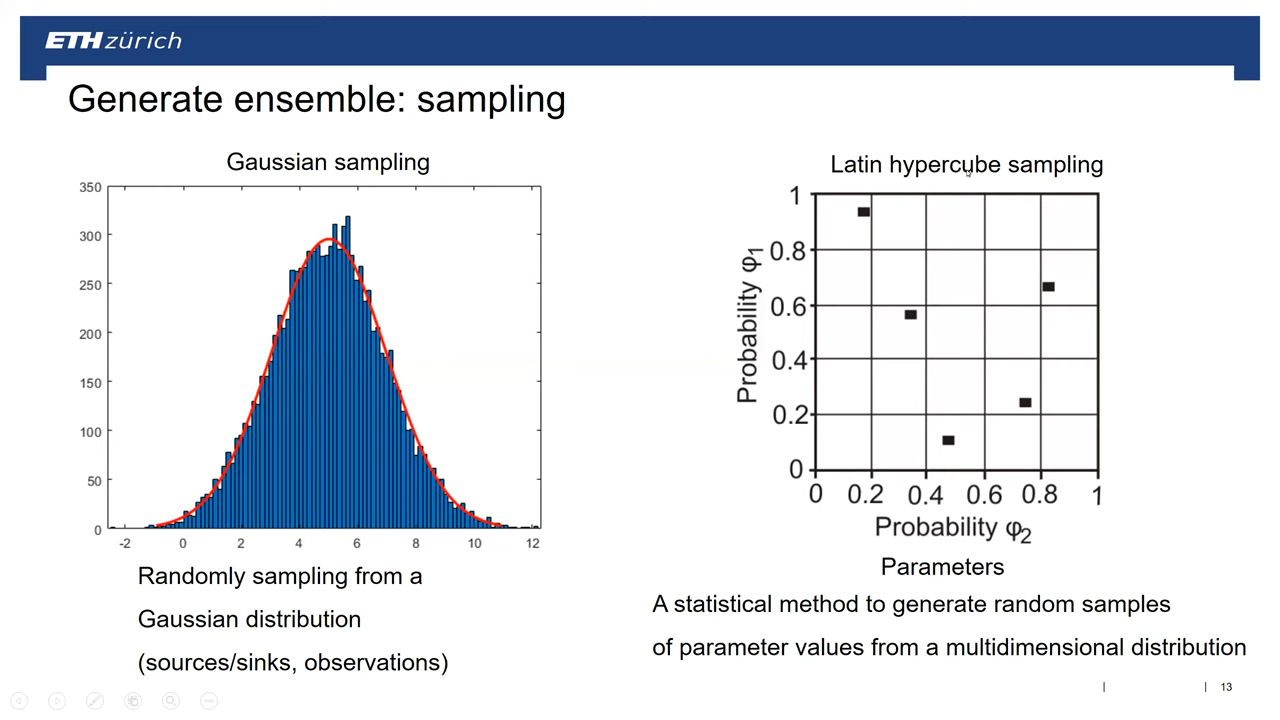 ETH zürich
Generate ensemble: sampling
Gaussian sampling
350
300
250
200
150
100
50
0
-2 0 2 4 6 8 10 12
Randomly sampling from a
Gaussian distribution
(sources/sinks, observations)
Latin hypercube sampling
Probability φ1
1
0.8
0.6
0.4
0.2
0
0 0.2 0.4 0.6 0.8 1
Probability φ2
Parameters
A statistical method to generate random samples
of parameter values from a multidimensional distribution
13